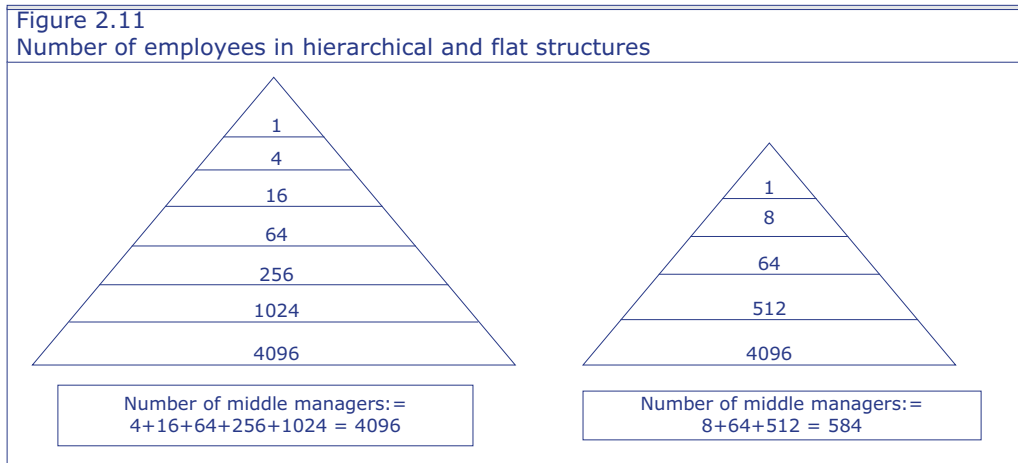 Figure 2.11
Number of employees in hierarchical and flat structures
1
4
16
64
256
1024
4096
Number of middle managers:=
4+16+64+256+1024 = 4096
1
8
64
512
4096
Number of middle managers:=
8+64+512 = 584